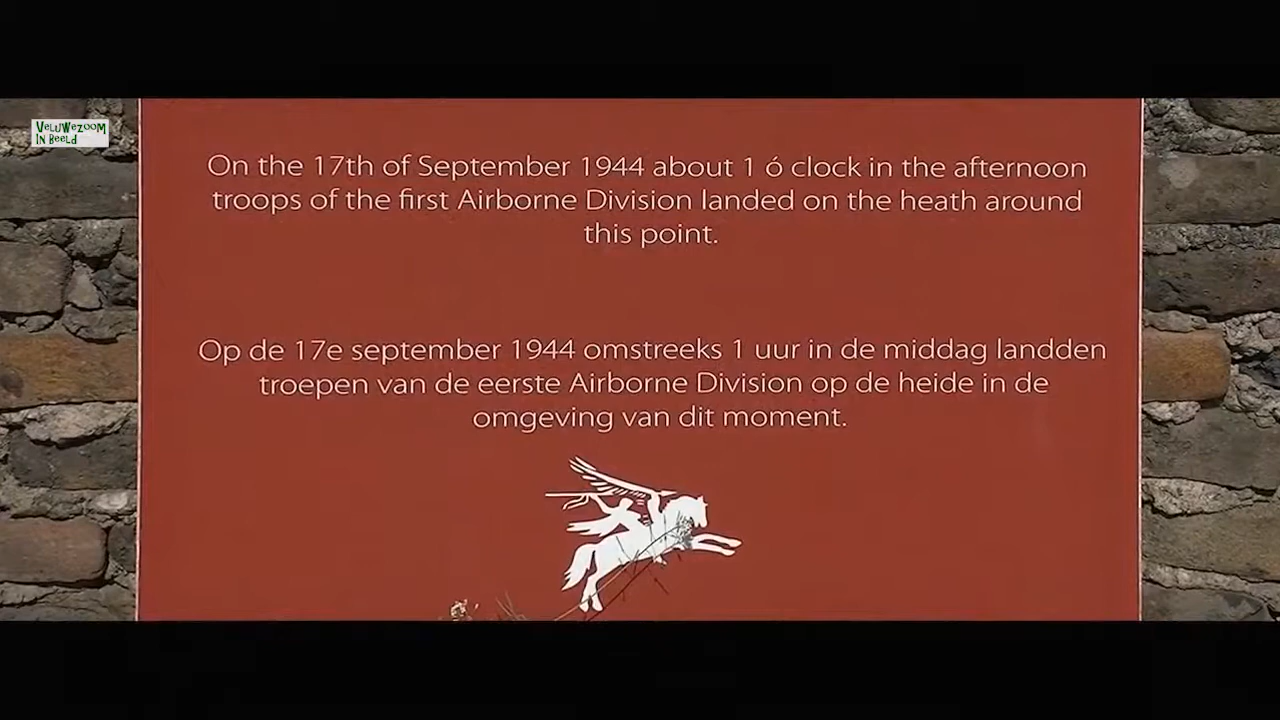 VeLUWeZOOM
IN BeeLD
On the 17th of September 1944 about 1 ó clock in the afternoon
troops of the first Airborne Division landed on the heath around
this point.
Op de 17e september 1944 omstreeks 1 uur in de middag landden
troepen van de eerste Airborne Division op de heide in de
omgeving van dit moment.